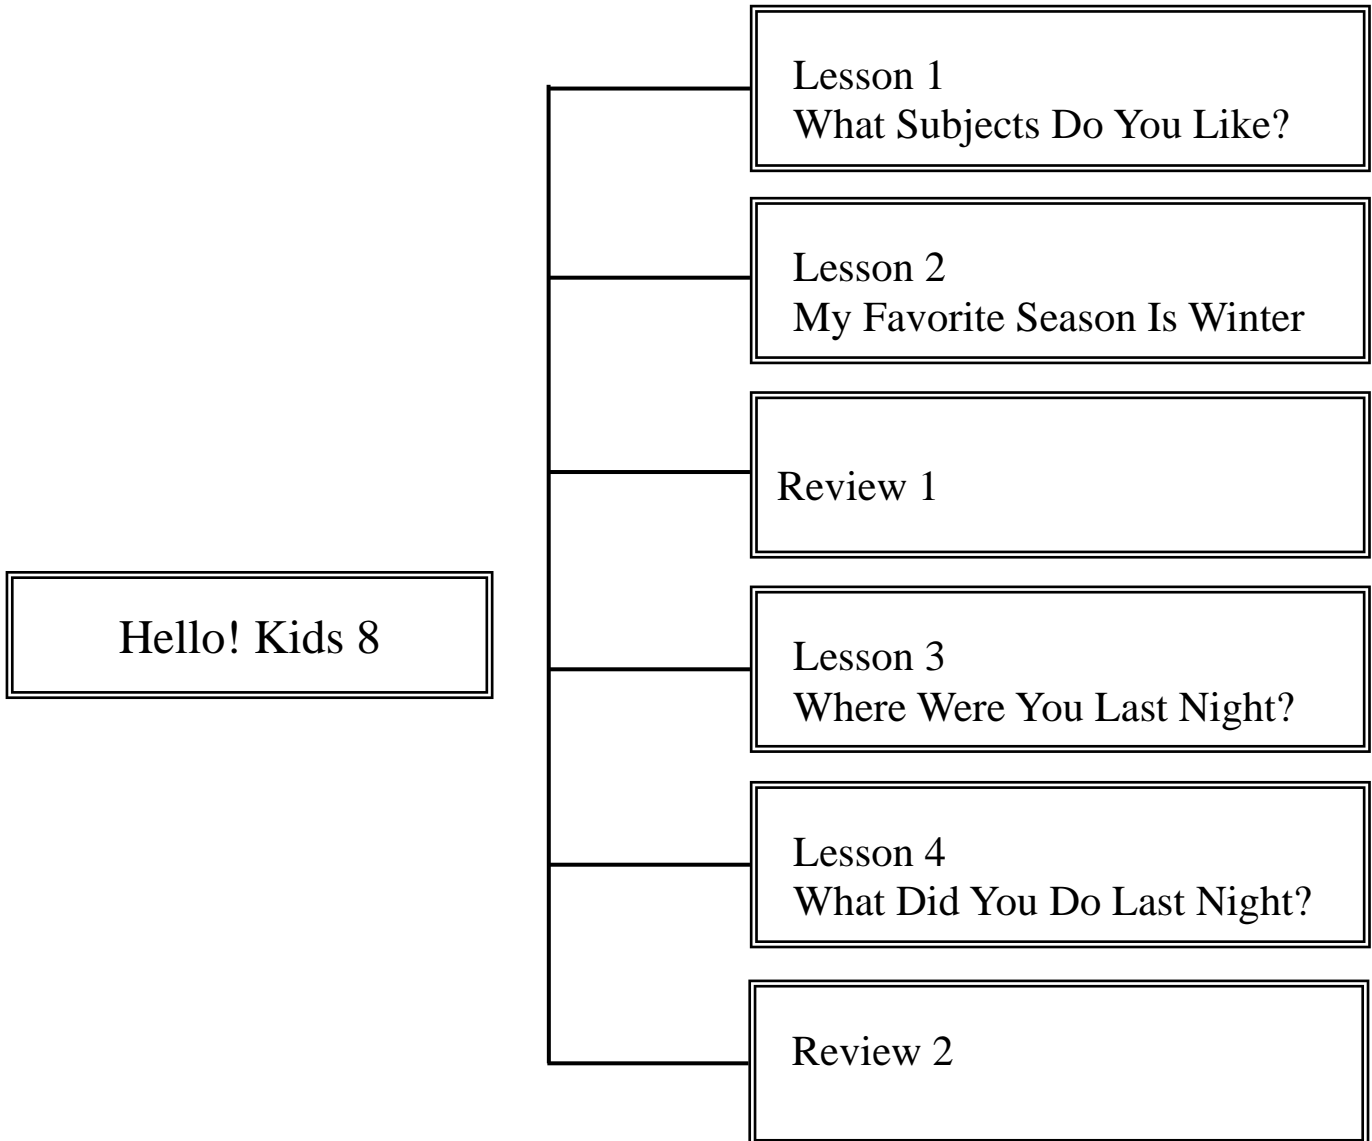 Hello! Kids 8
Lesson 1
What Subjects Do You Like?
Lesson 2
My Favorite Season Is Winter
Review 1
Lesson 3
Where Were You Last Night?
Lesson 4
What Did You Do Last Night?
Review 2